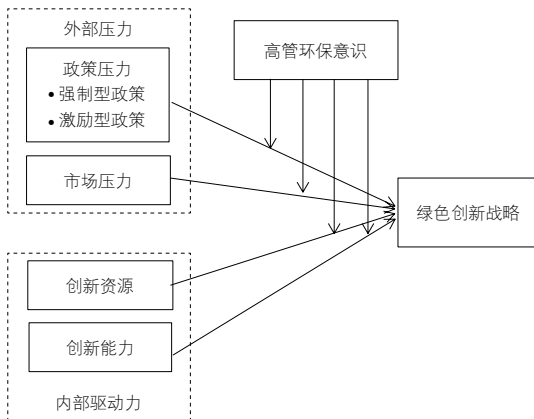 外部压力
政策压力
• 强制型政策
• 激励型政策
市场压力
高管环保意识
绿色创新战略
创新资源
创新能力
内部驱动力